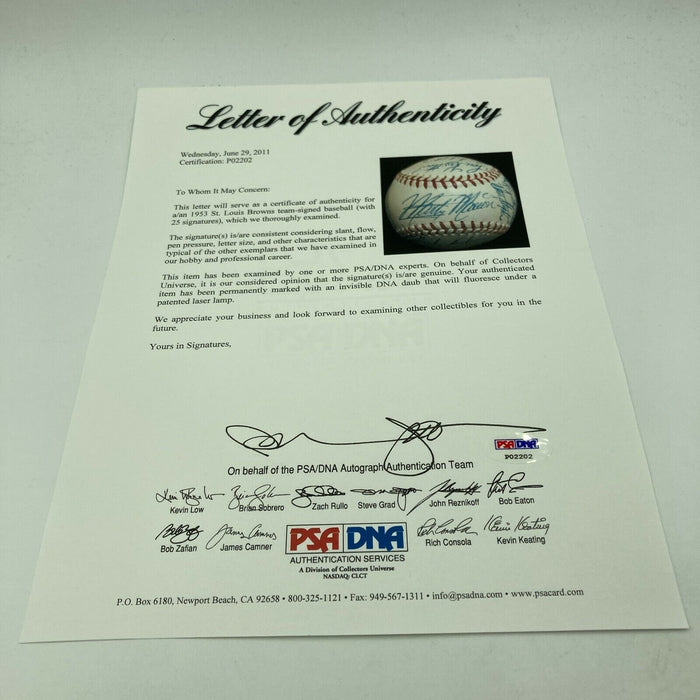 Letter of Authenticity
Wednesday, June 29, 2011
Certification: P02202
To Whom It May Concern:
This letter will serve as a certificate of authenticity for
a/an 1953 St. Louis Browns team-signed baseball (with
25 signatures), which we thoroughly examined.
The signature(s) is/are consistent considering slant, flow,
pen pressure, letter size, and other characteristics that are
typical of the other exemplars that we have examined in
our hobby and professional career.
This item has been examined by one or more PSA/DNA experts. On behalf of Collectors
Universe, it is our considered opinion that the signature(s) is/are genuine. Your authenticated
item has been permanently marked with an invisible DNA daub that will fluoresce under a
patented laser lamp.
We appreciate your business and look forward to examining other collectibles for you in the
future.
Yours in Signatures,
PSA DNA
PSA DNA
P02202
On behalf of the PSA/DNA Autograph Authentication Team
Kevin Low
Brian Sobrero
Zach Rullo
Steve Grad
John Reznikoff
Bob Eaton
Bob Zafian
James Camner
James Camner
PSA DNA
Rich Consola
Rich Consola
Kevin Keating
Kevin Keating
AUTHENTICATION SERVICES
A Division of Collectors Universe
NASDAQ: CLCT
P.O. Box 6180, Newport Beach, CA 92658 • 800-325-1121 • Fax: 949-567-1311 • info@psadna.com • www.psacard.com